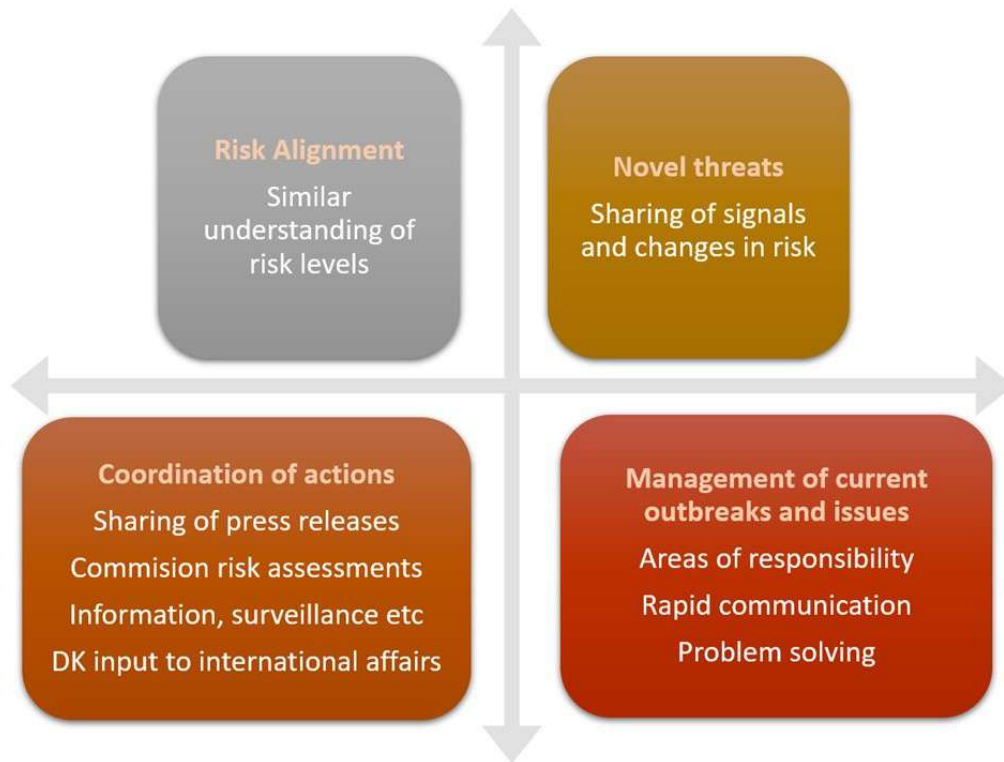 Risk Alignment
Similar
understanding of
risk levels
Novel threats
Sharing of signals
and changes in risk
Coordination of actions
Sharing of press releases
Commision risk assessments
Information, surveillance etc
DK input to international affairs
Management of current
outbreaks and issues
Areas of responsibility
Rapid communication
Problem solving